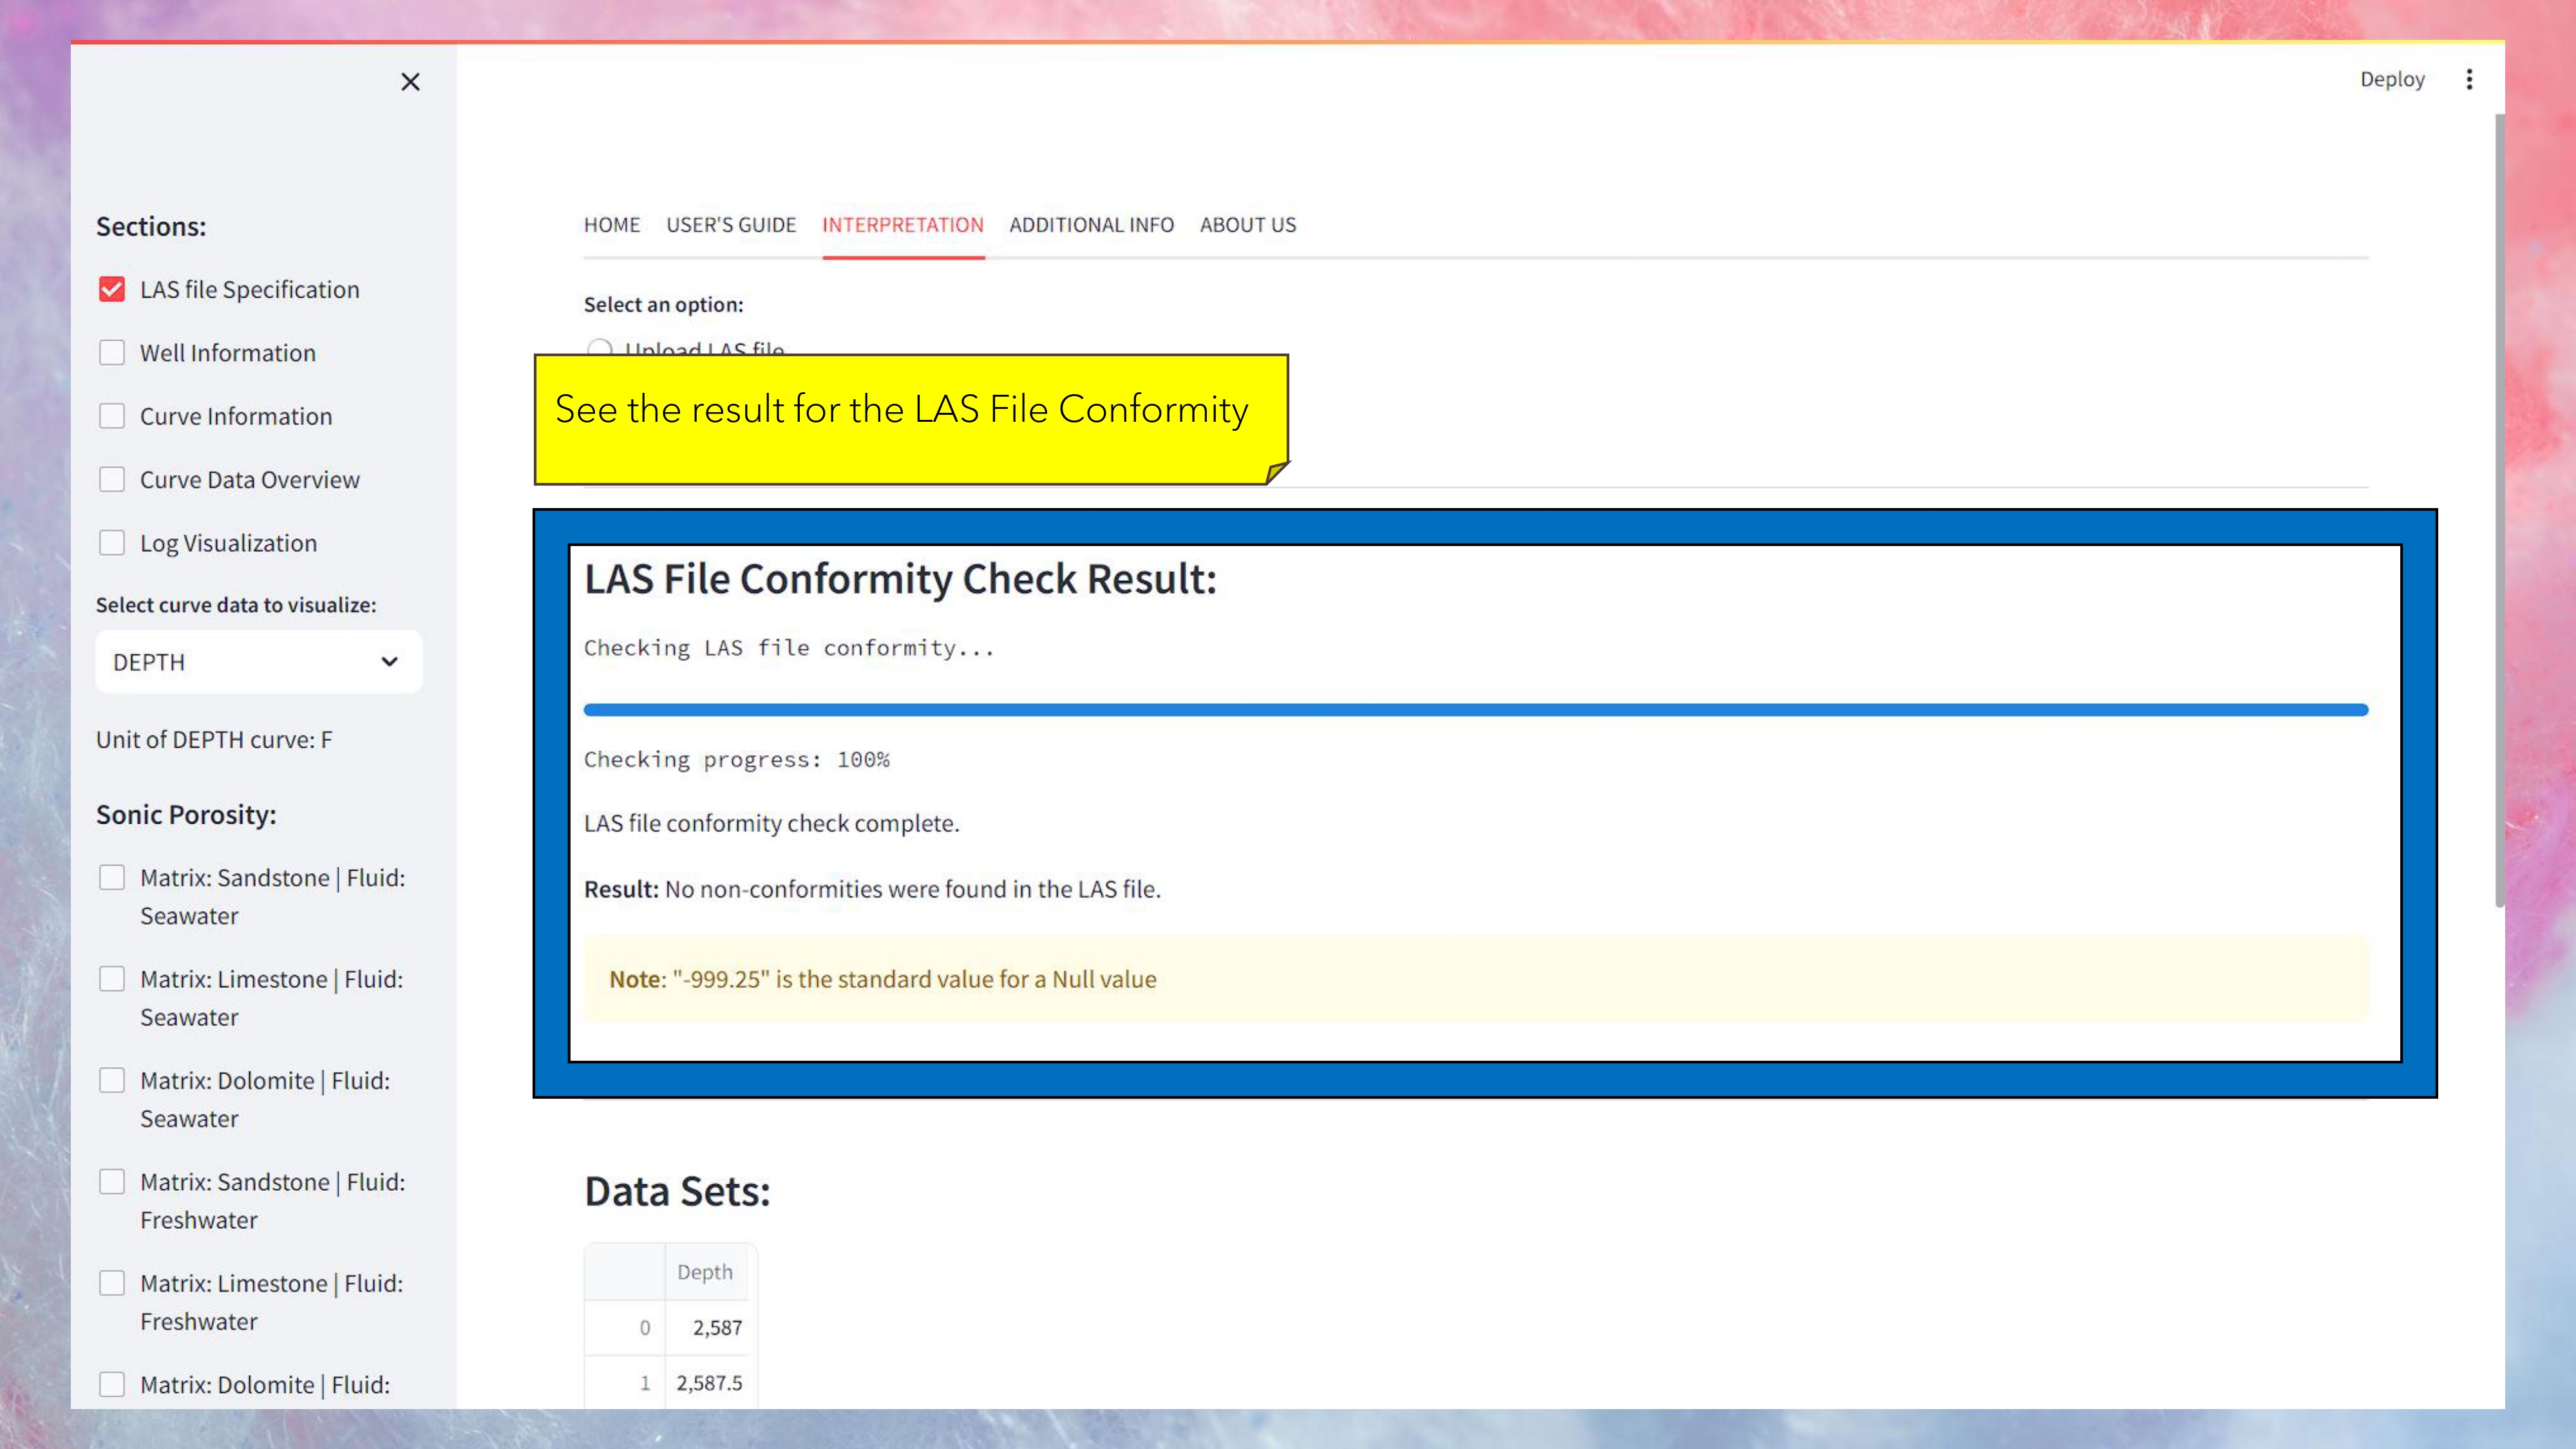 Deploy
Sections:
LAS file Specification
Well Information
Curve Information
Curve Data Overview
Log Visualization
Select curve data to visualize:
DEPTH
Unit of DEPTH curve: F
Sonic Porosity:
Matrix: Sandstone | Fluid:
Seawater
Matrix: Limestone | Fluid:
Seawater
Matrix: Dolomite | Fluid:
Seawater
Matrix: Sandstone | Fluid:
Freshwater
Matrix: Limestone | Fluid:
Freshwater
Matrix: Dolomite | Fluid:
HOME USER'S GUIDE INTERPRETATION ADDITIONAL INFO ABOUT US
Select an option:
Upload LAS file
See the result for the LAS File Conformity
LAS File Conformity Check Result:
Checking LAS file conformity...
Checking progress: 100%
LAS file conformity check complete.
Result: No non-conformities were found in the LAS file.
Note: "-999.25" is the standard value for a Null value
Data Sets:
Depth
0 2,587
1 2,587.5